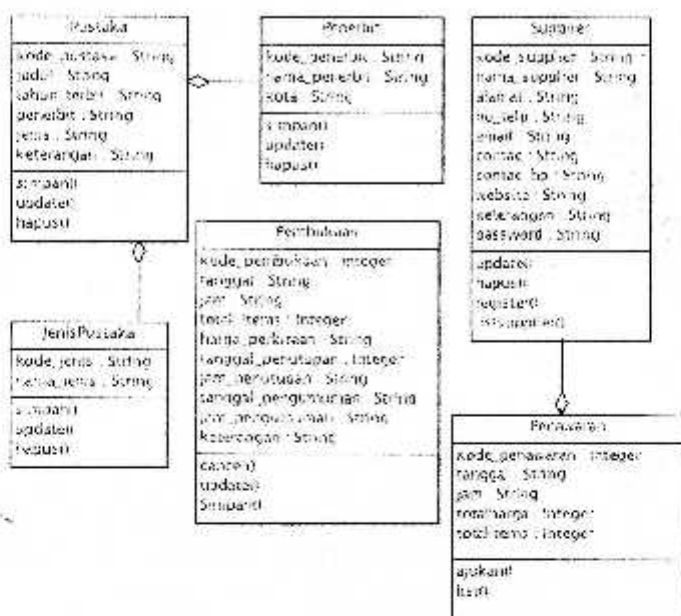 Pustaka
kode_pustaka : String
judul : String
tahun_terbit : String
penerbit : String
jenis : String
keterangan : String
simpan()
update()
hapus()
Penerbit
kode_penerbit : String
nama_penerbit : String
kota : String
simpan()
update()
hapus()
Supplier
kode_supplier : String
nama_supplier : String
alamat : String
no_telp : String
email : String
contact : String
contact_hp : String
website : String
keterangan : String
password : String
update()
hapus()
register()
Pembukaan
kode_pembukaan : Integer
tanggal : String
jam : String
total_items : Integer
harga_perkiraan : String
tanggal_penutupan : Integer
jam_penutupan : String
tanggal_pengumuman : String
jam_pengumuman : String
keterangan : String
cancel()
update()
Simpan()
JenisPustaka
kode_jenis : String
nama_jenis : String
simpan()
update()
hapus()
Penawaran
kode_penawaran : Integer
tanggal : String
jam : String
totalharga : Integer
total items : Integer
ajukan()